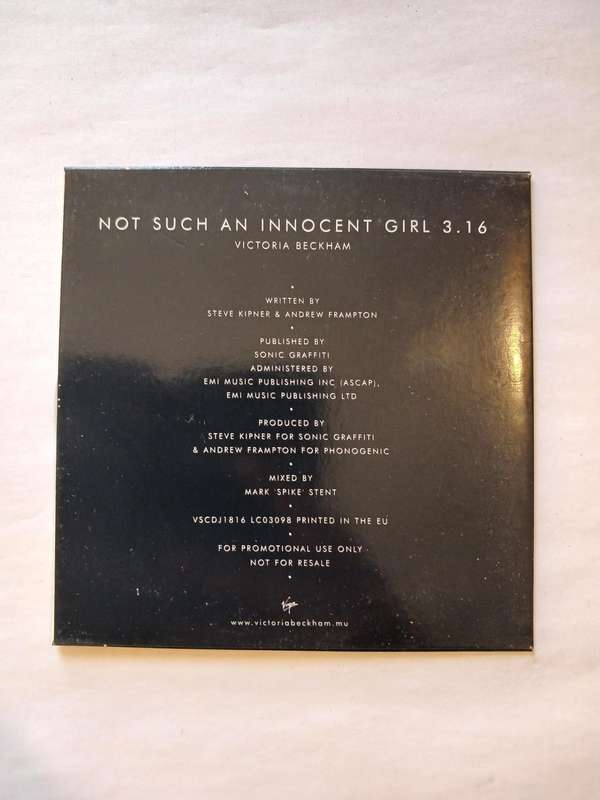 NOT SUCH AN INNOCENT GIRL 3.16
VICTORIA BECKHAM
WRITTEN BY
STEVE KIPNER & ANDREW FRAMPTON
PUBLISHED BY
SONIC GRAFFITI
ADMINISTERED BY
EMI MUSIC PUBLISHING INC (ASCAP),
EMI MUSIC PUBLISHING LTD
PRODUCED BY
STEVE KIPNER FOR SONIC GRAFFITI
& ANDREW FRAMPTON FOR PHONOGENIC
MIXED BY
MARK 'SPIKE' STENT
VSCDJ1816 LC03098 PRINTED IN THE EU
FOR PROMOTIONAL USE ONLY
NOT FOR RESALE
Virgin
www.victoriabeckham.mu